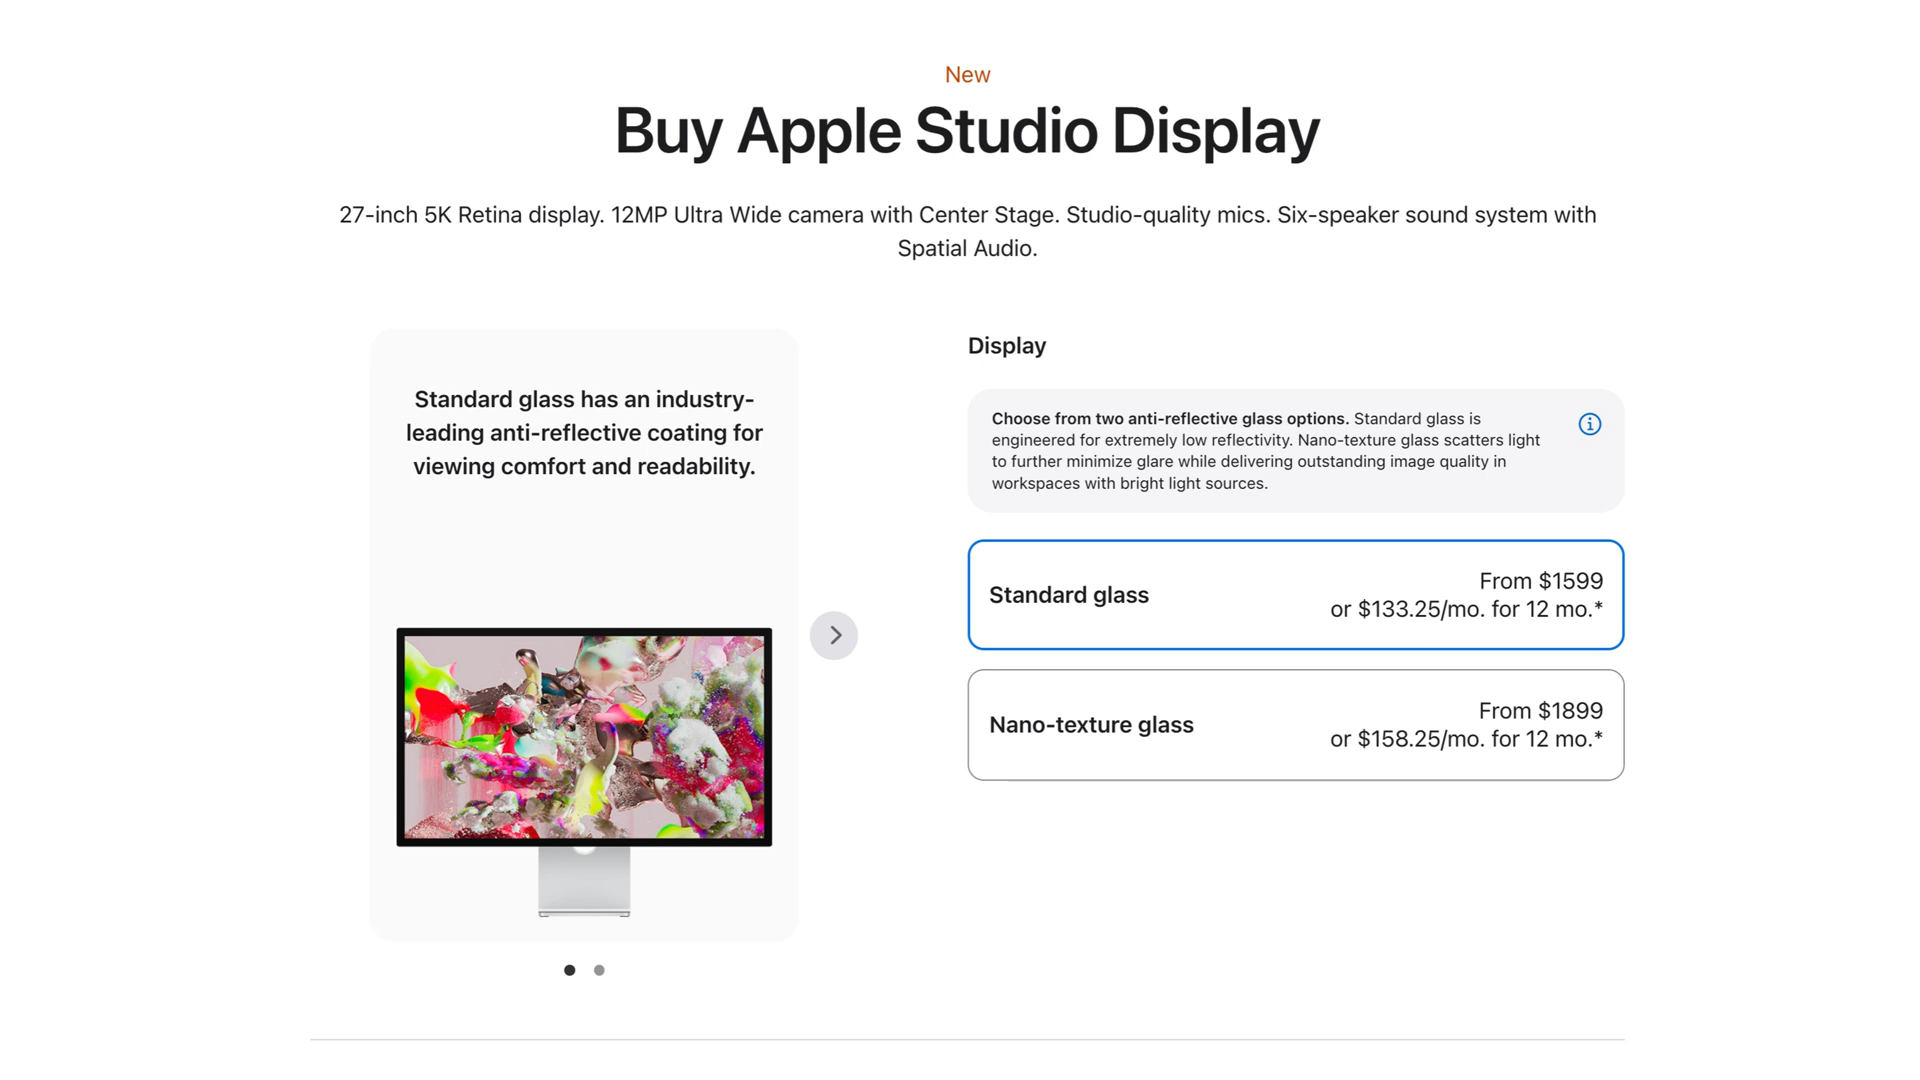 New
Buy Apple Studio Display
27-inch 5K Retina display. 12MP Ultra Wide camera with Center Stage. Studio-quality mics. Six-speaker sound system with
Spatial Audio.
Standard glass has an industry-
leading anti-reflective coating for
viewing comfort and readability.
Display
Choose from two anti-reflective glass options. Standard glass is
engineered for extremely low reflectivity. Nano-texture glass scatters light
to further minimize glare while delivering outstanding image quality in
workspaces with bright light sources.
Standard glass
From $1599
or $133.25/mo. for 12 mo.*
Nano-texture glass
From $1899
or $158.25/mo. for 12 mo.*